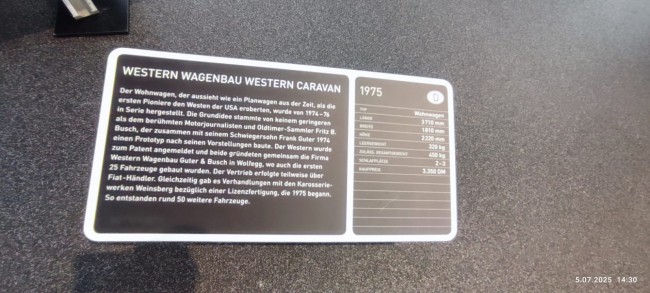 WESTERN WAGENBAU WESTERN CARAVAN
Der Wohnwagen, der aussieht wie ein Planwagen aus der Zeit, als die
ersten Pioniere den Westen der USA eroberten, wurde von 1974 - 76
in Serie hergestellt. Die Grundidee stammte von keinem geringeren
als dem berühmten Motorjournalisten und Oldtimer-Sammler Fritz B.
Busch, der zusammen mit seinem Schwiegersohn Frank Guter 1974
einen Prototyp nach seinen Vorstellungen baute. Der Western wurde
zum Patent angemeldet und beide gründeten gemeinsam die Firma
Western Wagenbau Guter & Busch in Wolfegg, wo auch die ersten
25 Fahrzeuge gebaut wurden. Der Vertrieb erfolgte teilweise über
Fiat-Händler. Gleichzeitig gab es Verhandlungen mit den Karosserie-
werken Weinsberg bezüglich einer Lizenzfertigung, die 1975 begann.
So entstanden rund 50 weitere Fahrzeuge.
1975 D
TYP Wohnwagen
LÄNGE 3710 mm
BREITE 1810 mm
HÖHE 2220 mm
LEERGEWICHT 320 kg
ZULÄSS. GESAMTGEWICHT 450 kg
SCHLAFPLÄTZE 2-3
KAUFPREIS 3.350 DM
5.07.2025 14:30